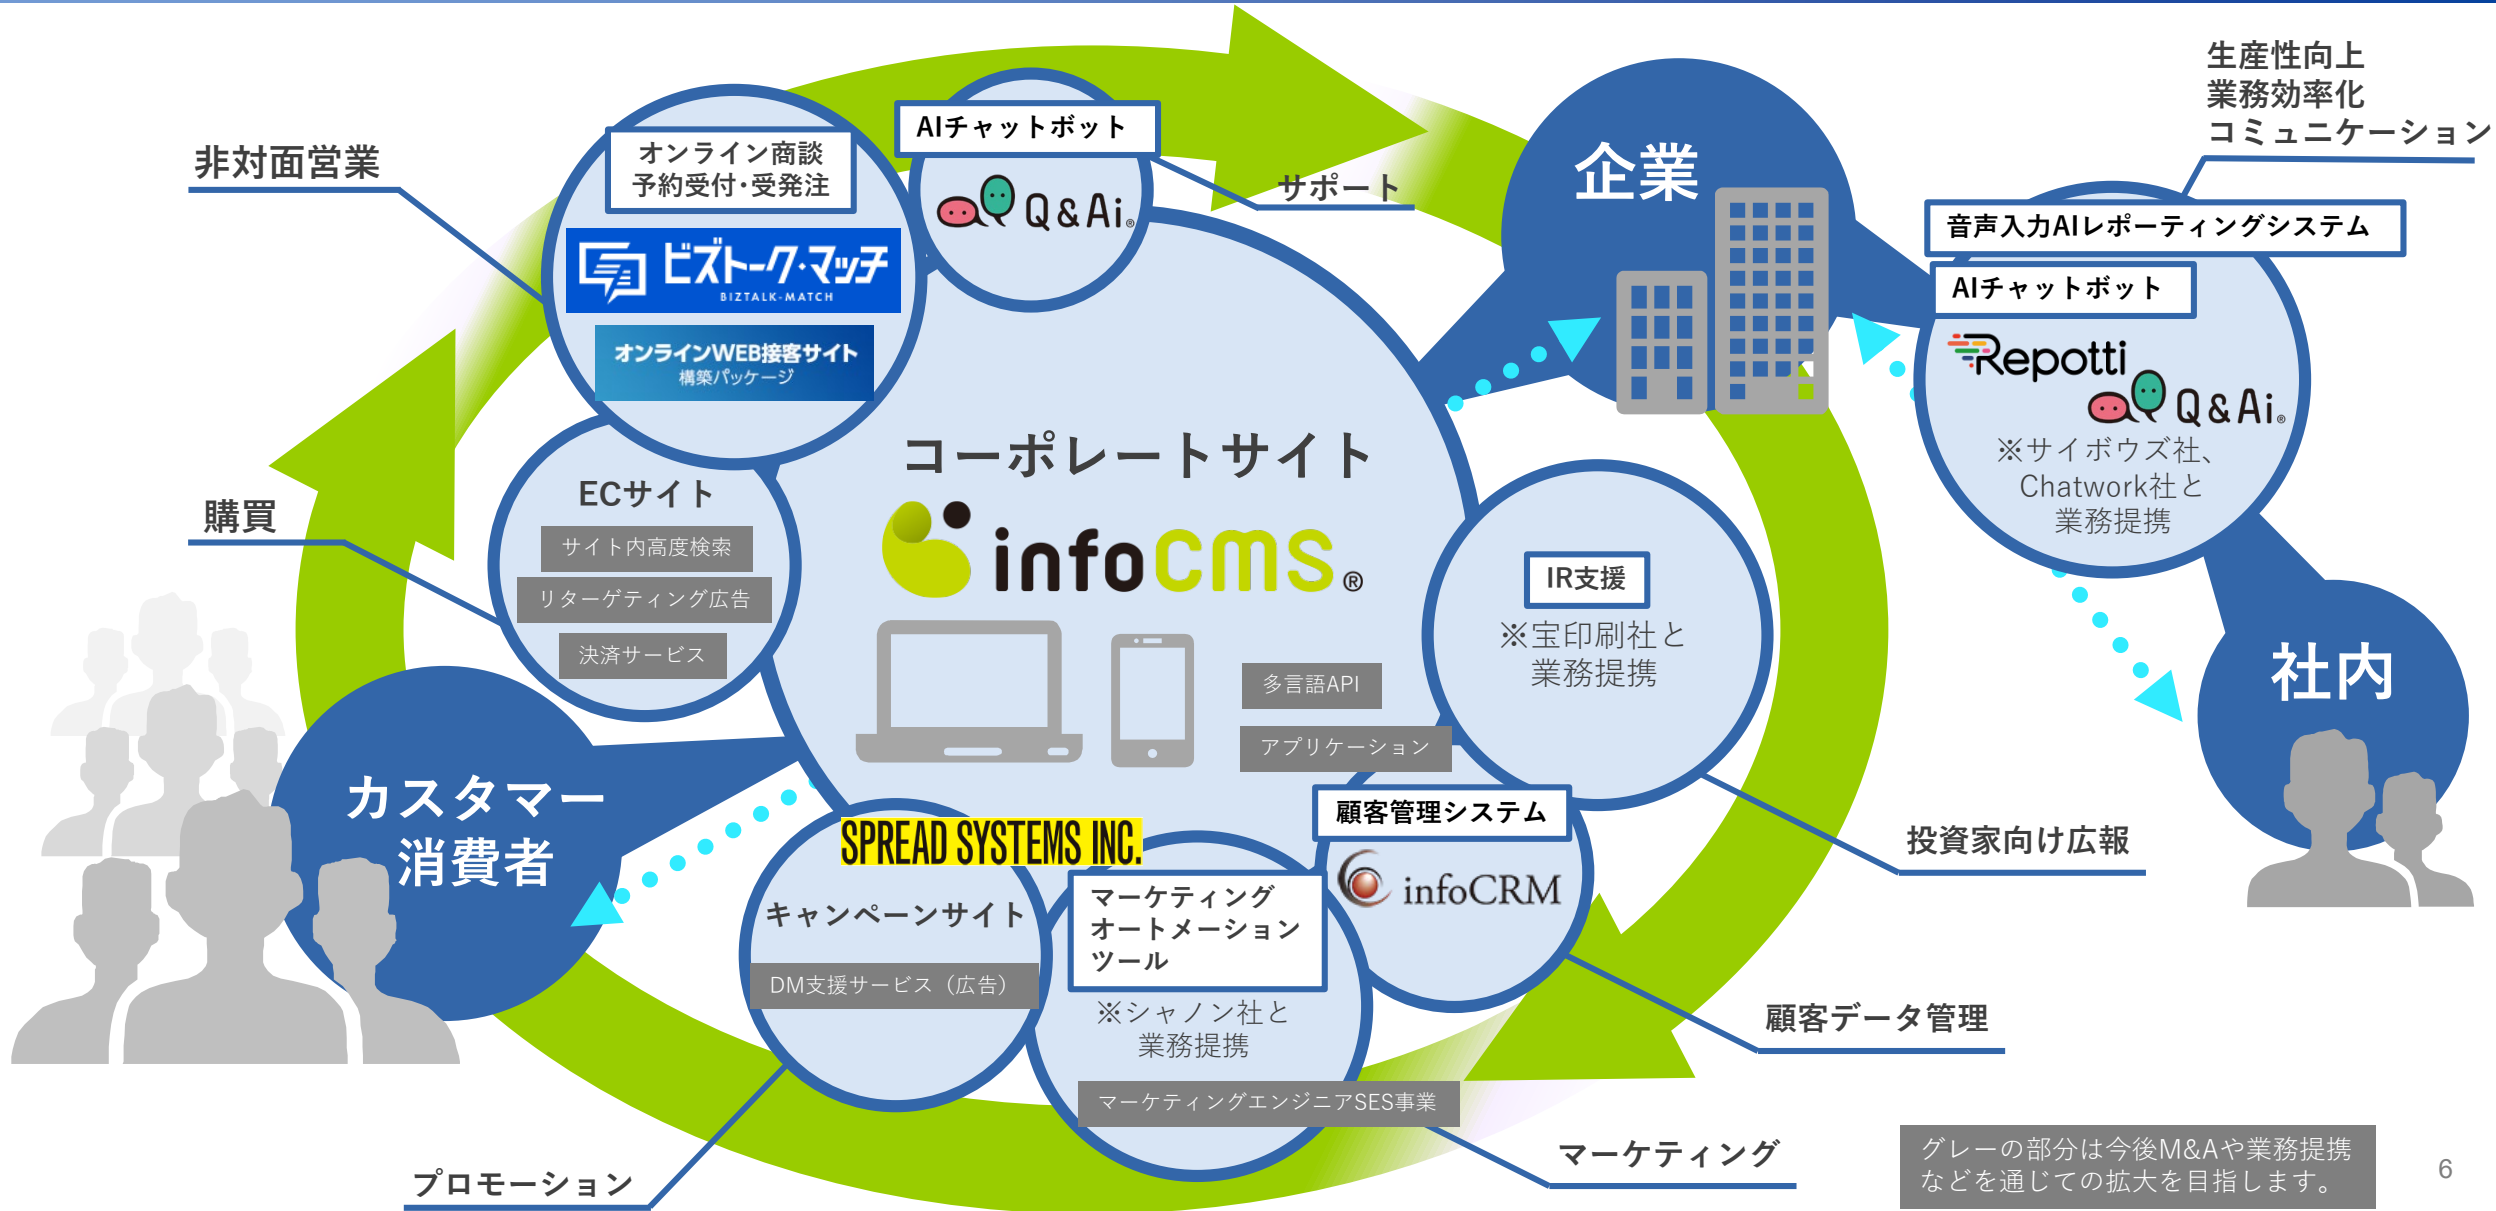 生産性向上
業務効率化
コミュニケーション
非対面営業
オンライン商談
予約受付・受発注
ビズトーク・マッチ
BIZTALK-MATCH
オンラインWEB接客サイト
構築パッケージ
AIチャットボット
Q&Ai®
サポート
企業
音声入力AIレポーティングシステム
AIチャットボット
Repotti
Q&Ai®
※サイボウズ社、
Chatwork社と
業務提携
購買
ECサイト
サイト内高度検索
リターゲティング広告
決済サービス
コーポレートサイト
infocms®
多言語API
アプリケーション
IR支援
※宝印刷社と
業務提携
社内
カスタマー
消費者
SPREAD SYSTEMS INC.
キャンペーンサイト
DM支援サービス（広告）
マーケティング
オートメーション
ツール
※シャノン社と
業務提携
マーケティングエンジニアSES事業
顧客管理システム
infoCRM
投資家向け広報
顧客データ管理
マーケティング
プロモーション
グレーの部分は今後M&Aや業務提携
などを通じての拡大を目指します。
6